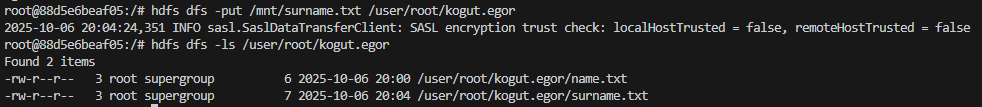 root@88d5e6beaf05:/# hdfs dfs -put /mnt/surname.txt /user/root/kogut.egor
2025-10-06 20:04:24,351 INFO sasl.SaslDataTransferClient: SASL encryption trust check: localHostTrusted = false, remoteHostTrusted = false
root@88d5e6beaf05:/# hdfs dfs -ls /user/root/kogut.egor
Found 2 items
-rw-r--r--   3 root supergroup          6 2025-10-06 20:00 /user/root/kogut.egor/name.txt
-rw-r--r--   3 root supergroup          7 2025-10-06 20:04 /user/root/kogut.egor/surname.txt